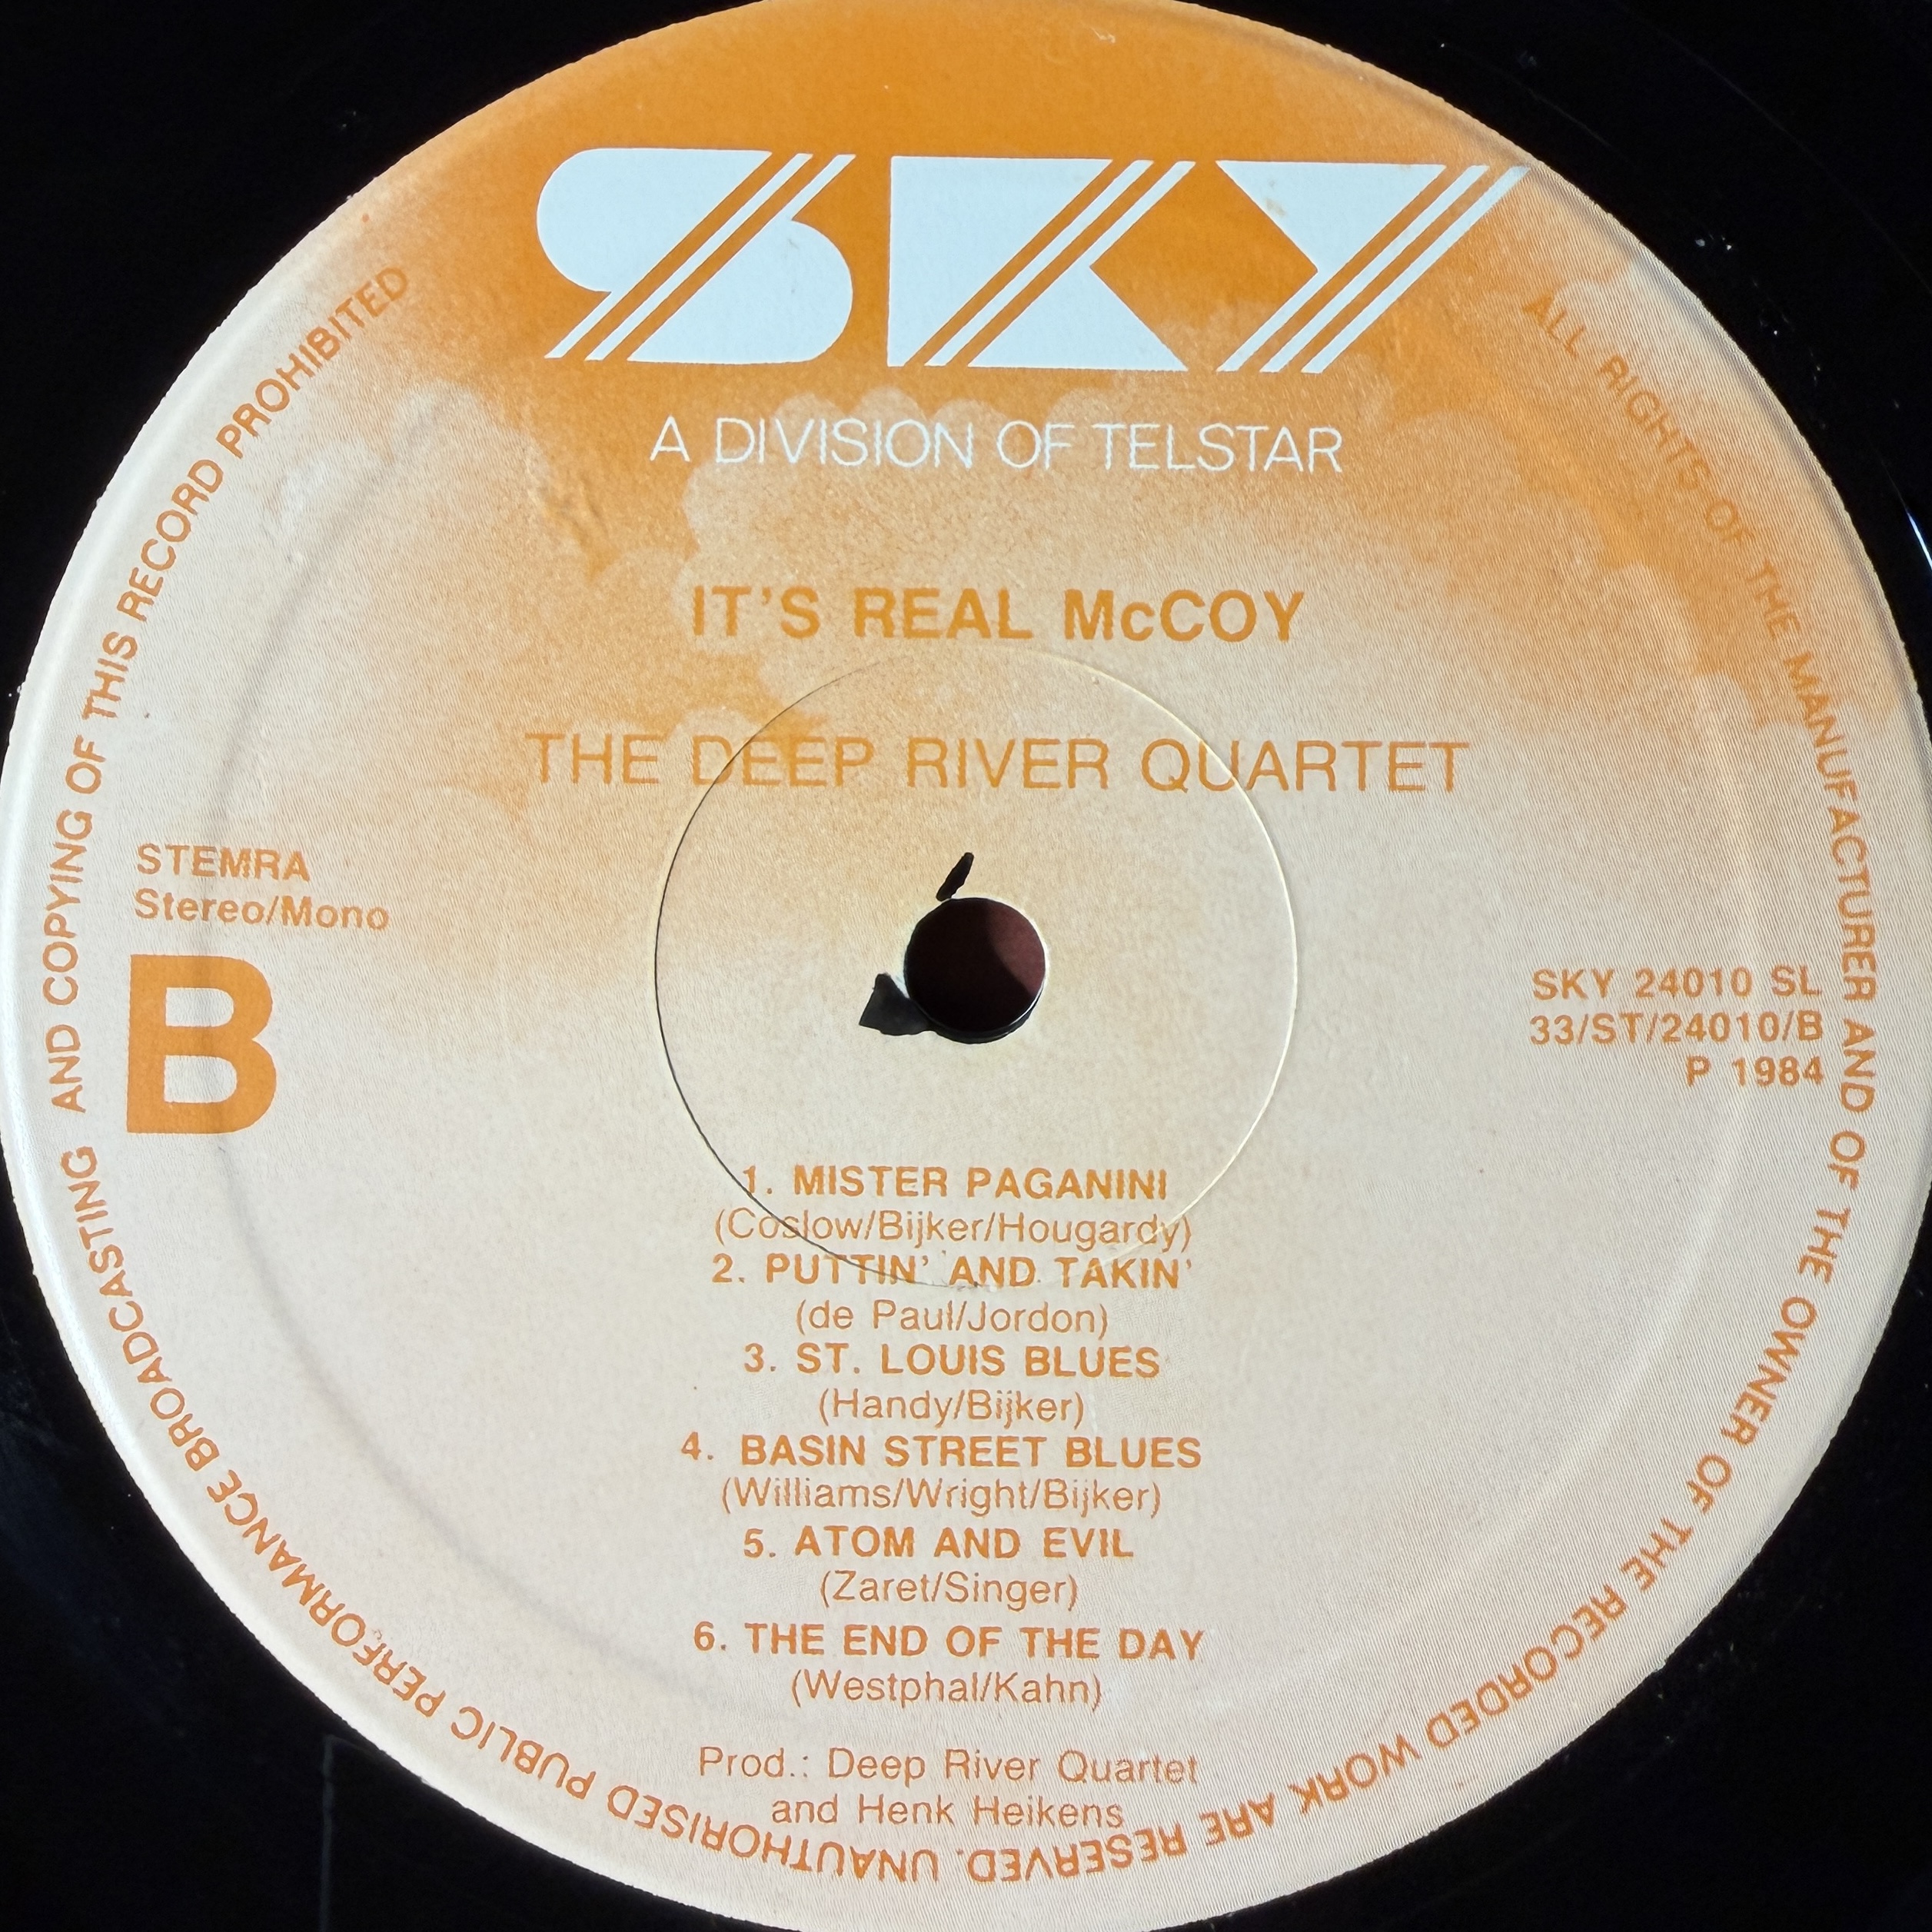 SKY
A DIVISION OF TELSTAR
IT'S REAL McCOY
THE DEEP RIVER QUARTET
STEMRA
Stereo/Mono
B
SKY 24010 SL
33/ST/24010/B
P 1984
1. MISTER PAGANINI
(Coslow/Bijker/Hougardy)
2. PUTTIN' AND TAKIN'
(de Paul/Jordon)
3. ST. LOUIS BLUES
(Handy/Bijker)
4. BASIN STREET BLUES
(Williams/Wright/Bijker)
5. ATOM AND EVIL
(Zaret/Singer)
6. THE END OF THE DAY
(Westphal/Kahn)
Prod.: Deep River Quartet
and Henk Heikens
ALL RIGHTS OF THE MANUFACTURER AND OF THE OWNER OF THE RECORDED WORK ARE RESERVED. UNAUTHORISED PUBLIC PERFORMANCE BROADCASTING AND COPYING OF THIS RECORD PROHIBITED